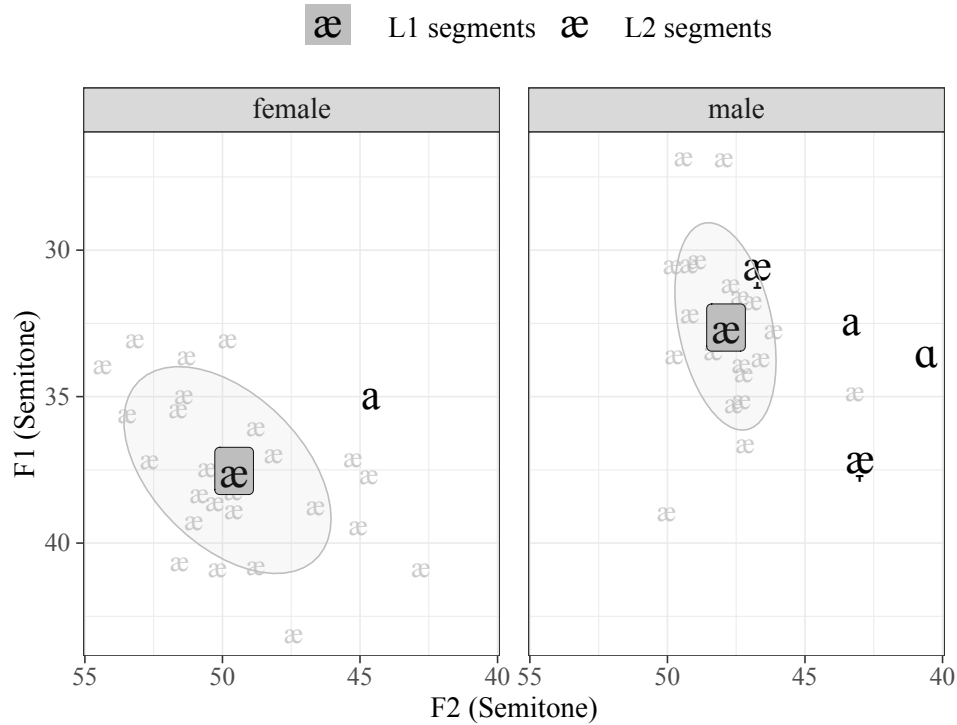 æ L1 segments æ L2 segments
female male
F1 (Semitone)
30
35
40
æ æ æ æ æ æ æ æ æ æ æ æ æ æ æ æ æ æ æ æ æ æ æ æ æ æ
a
æ æ æ æ æ æ æ æ æ æ æ æ æ æ æ æ æ æ æ æ æ
æ̝
a
ɑ
æ̞
55 50 45 40 55 50 45 40
F2 (Semitone)